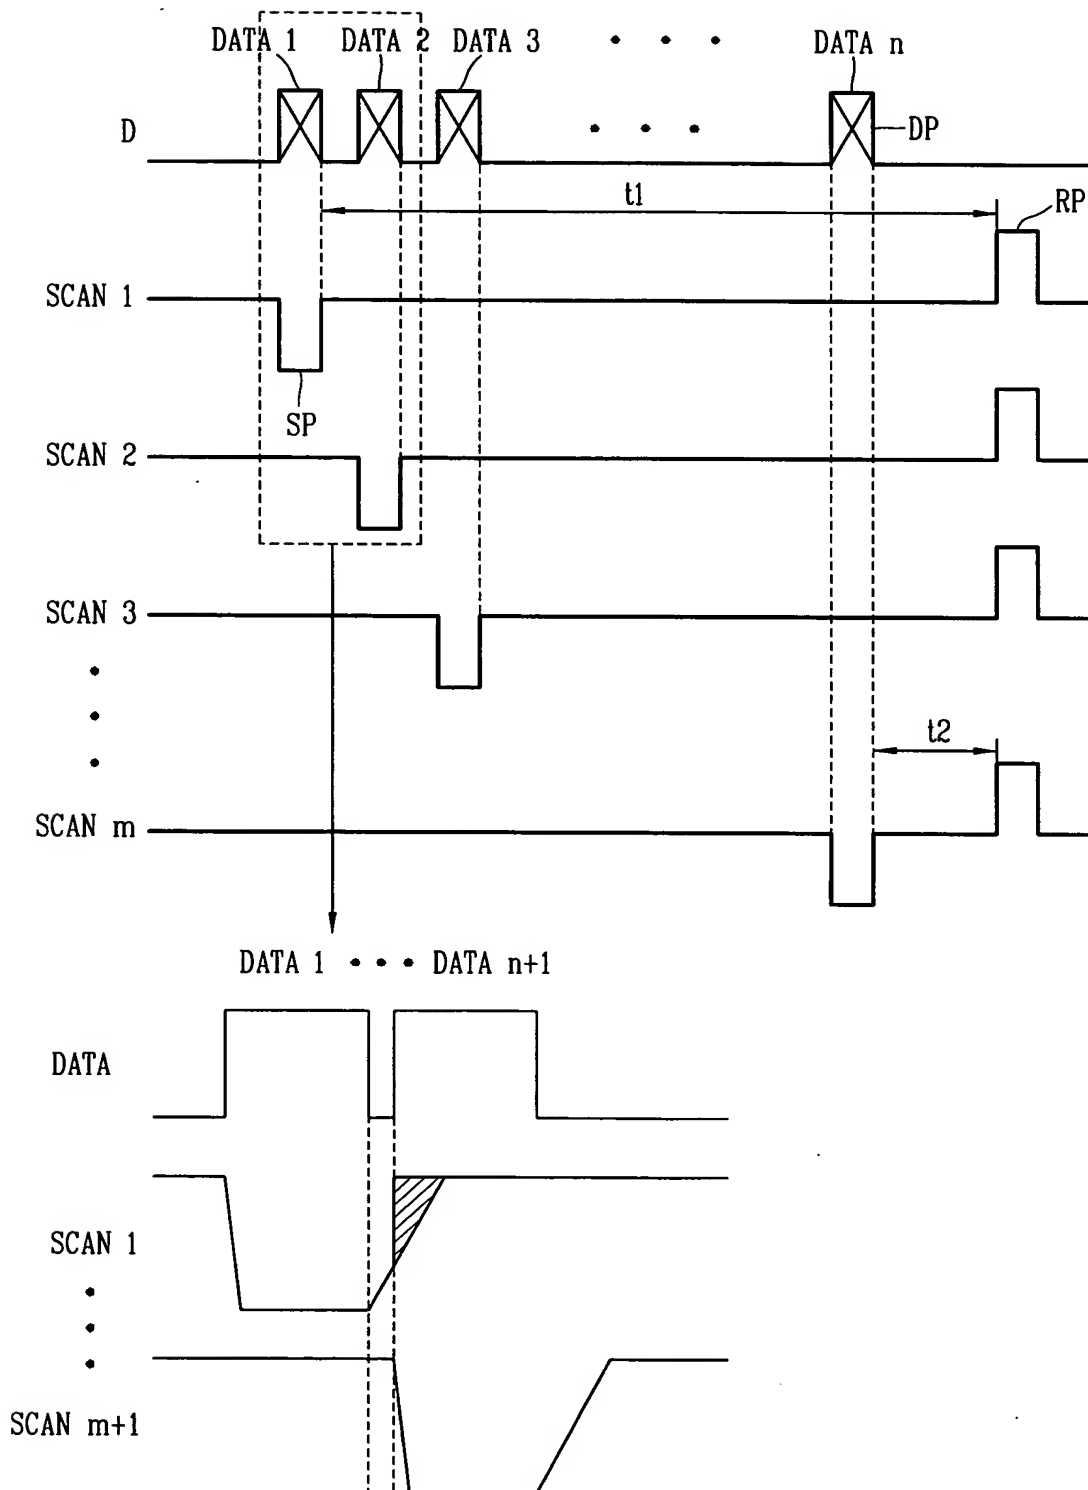 DATA 1 DATA 2 DATA 3 • • • DATA n
D • • • DP
t1
RP
SCAN 1
SP
SCAN 2
SCAN 3
t2
SCAN m
DATA 1 • • • DATA n+1
DATA
SCAN 1
SCAN m+1